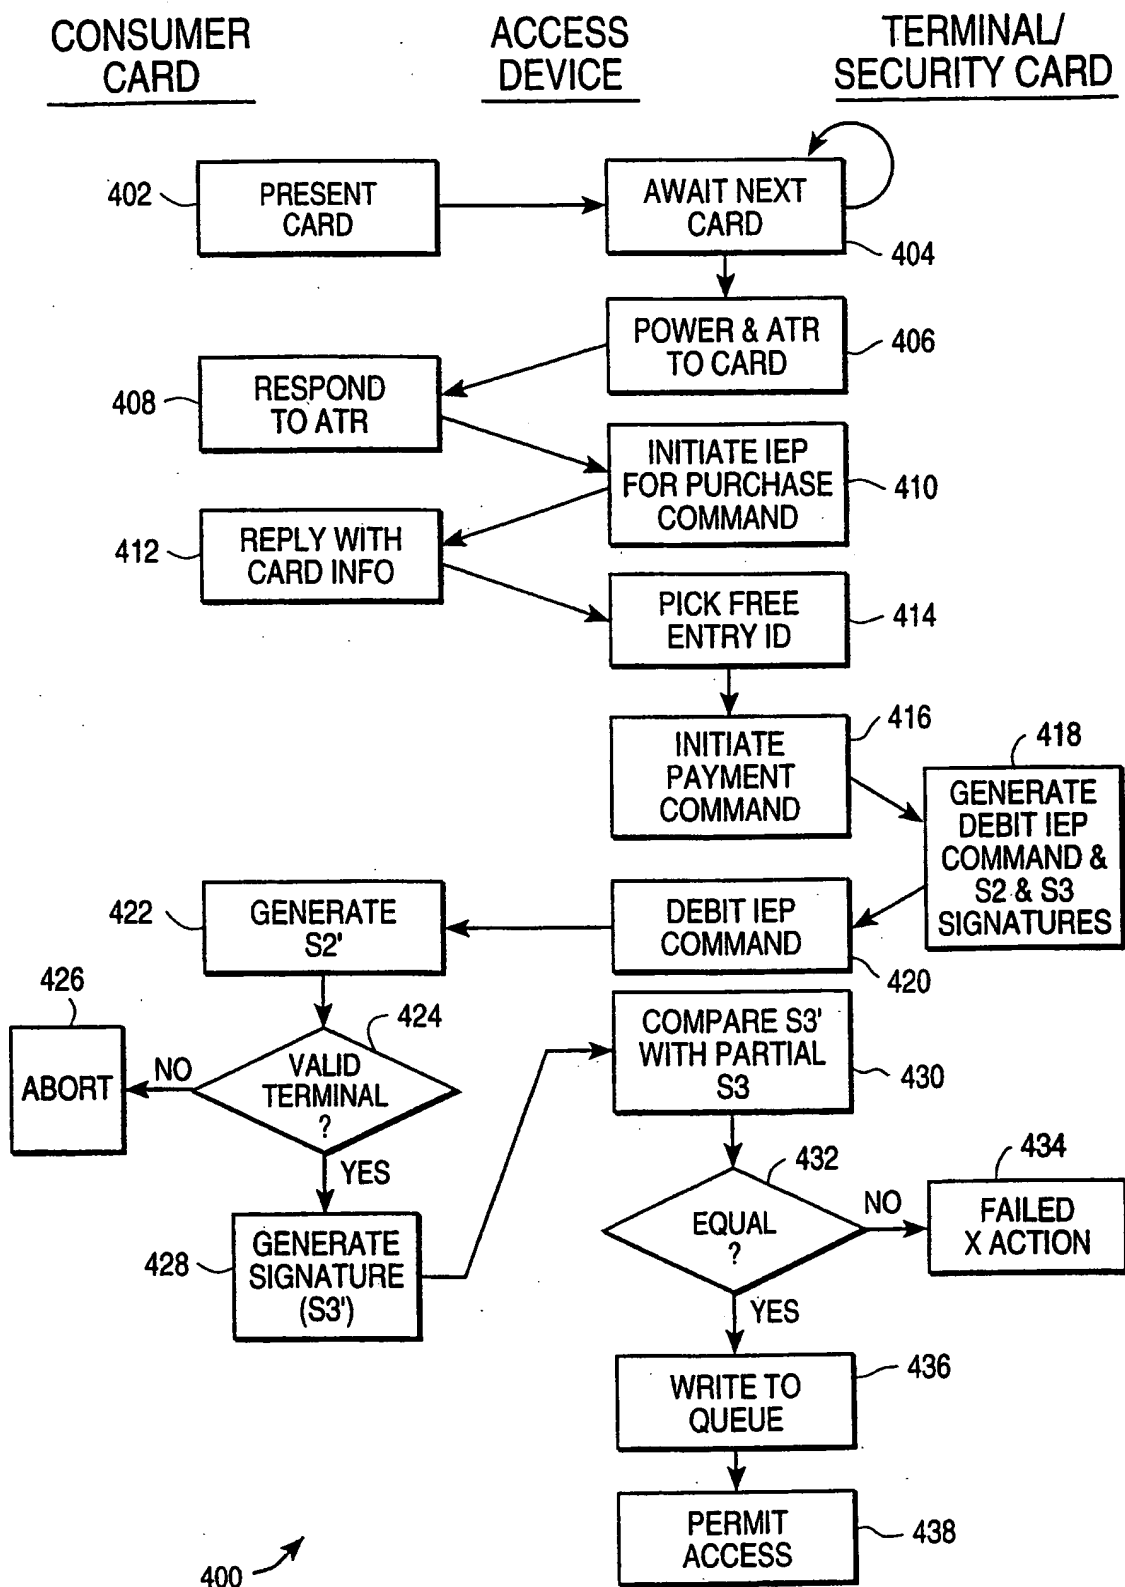 CONSUMER
CARD
ACCESS
DEVICE
TERMINAL/
SECURITY CARD
402
PRESENT
CARD
AWAIT NEXT
CARD
404
POWER & ATR
TO CARD
406
408
RESPOND
TO ATR
INITIATE IEP
FOR PURCHASE
COMMAND
410
412
REPLY WITH
CARD INFO
PICK FREE
ENTRY ID
414
416
INITIATE
PAYMENT
COMMAND
418
GENERATE
DEBIT IEP
COMMAND &
S2 & S3
SIGNATURES
422
GENERATE
S2'
DEBIT IEP
COMMAND
420
426
ABORT
NO
424
VALID
TERMINAL
?
YES
COMPARE S3'
WITH PARTIAL
S3
430
428
GENERATE
SIGNATURE
(S3')
432
EQUAL
?
NO
434
FAILED
X ACTION
YES
WRITE TO
QUEUE
436
PERMIT
ACCESS
438
400